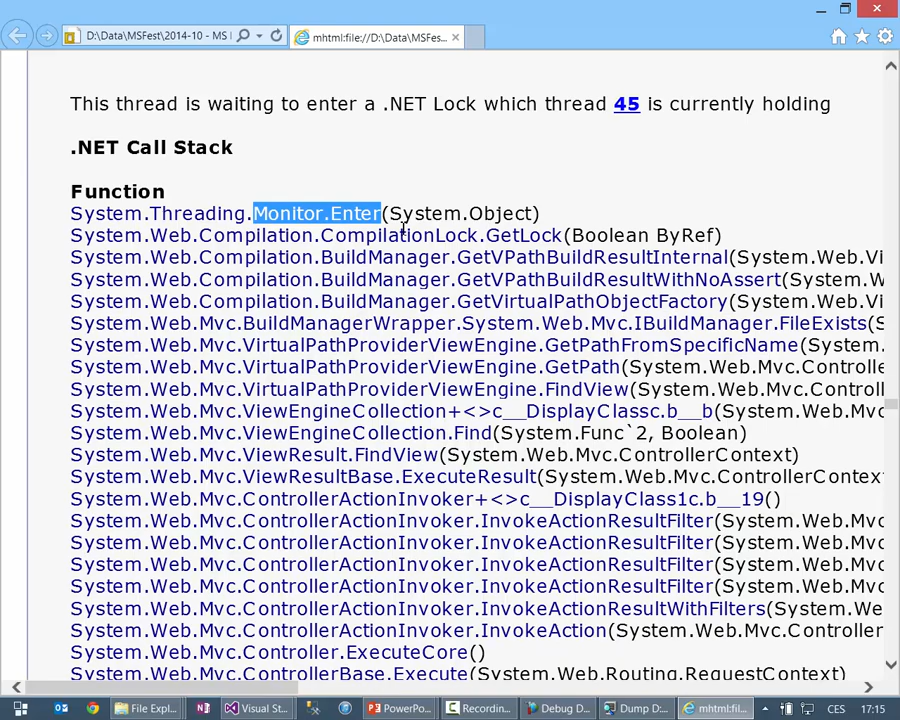 D:\Data\MSFest\2014-10 - MS
mhtml:file://D:\Data\MSFes...
This thread is waiting to enter a .NET Lock which thread 45 is currently holding
.NET Call Stack
Function
System.Threading.Monitor.Enter(System.Object)
System.Web.Compilation.CompilationLock.GetLock(Boolean ByRef)
System.Web.Compilation.BuildManager.GetVPathBuildResultInternal(System.Web.Vi
System.Web.Compilation.BuildManager.GetVPathBuildResultWithNoAssert(System.W
System.Web.Compilation.BuildManager.GetVirtualPathObjectFactory(System.Web.Vi
System.Web.Mvc.BuildManagerWrapper.System.Web.Mvc.IBuildManager.FileExists(S
System.Web.Mvc.VirtualPathProviderViewEngine.GetPathFromSpecificName(System.
System.Web.Mvc.VirtualPathProviderViewEngine.GetPath(System.Web.Mvc.Controlle
System.Web.Mvc.VirtualPathProviderViewEngine.FindView(System.Web.Mvc.Controll
System.Web.Mvc.ViewEngineCollection+<>c__DisplayClassc.b__b(System.Web.Mvc
System.Web.Mvc.ViewEngineCollection.Find(System.Func`2, Boolean)
System.Web.Mvc.ViewResult.FindView(System.Web.Mvc.ControllerContext)
System.Web.Mvc.ViewResultBase.ExecuteResult(System.Web.Mvc.ControllerContext
System.Web.Mvc.ControllerActionInvoker+<>c__DisplayClass1c.b__19()
System.Web.Mvc.ControllerActionInvoker.InvokeActionResultFilter(System.Web.Mvc
System.Web.Mvc.ControllerActionInvoker.InvokeActionResultFilter(System.Web.Mvc
System.Web.Mvc.ControllerActionInvoker.InvokeActionResultFilter(System.Web.Mvc
System.Web.Mvc.ControllerActionInvoker.InvokeActionResultFilter(System.Web.Mvc
System.Web.Mvc.ControllerActionInvoker.InvokeActionResultWithFilters(System.We
System.Web.Mvc.ControllerActionInvoker.InvokeAction(System.Web.Mvc.Controller
System.Web.Mvc.Controller.ExecuteCore()
System.Web.Mvc.ControllerBase.Execute(System.Web.Routing.RequestContext)
File Expl... Visual St... PowerPo... Recording... Debug D... Dump D... mhtml:file... CES 17:15